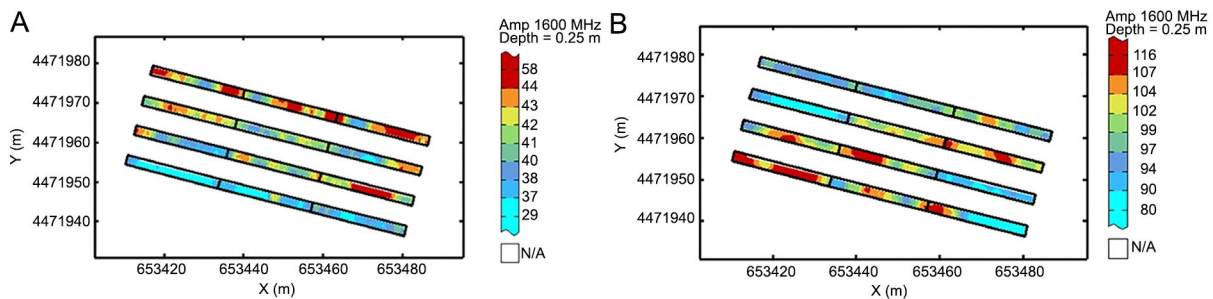 A
Amp 1600 MHz
Depth = 0.25 m
58
44
43
42
41
40
38
37
29
N/A
Y (m)
4471980
4471970
4471960
4471950
4471940
653420 653440 653460 653480
X (m)
B
Amp 1600 MHz
Depth = 0.25 m
116
107
104
102
99
97
94
90
80
N/A
Y (m)
4471980
4471970
4471960
4471950
4471940
653420 653440 653460 653480
X (m)